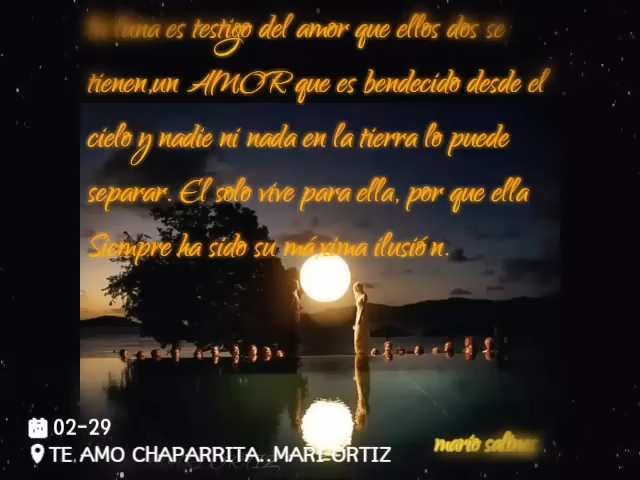 luna es testigo del amor que ellos dos se
tienen,un AMOR que es bendecido desde el
cielo y nadie ni nada en la tierra lo puede
separar. El solo vive para ella, por que ella
Siempre ha sido su máxima ilusión.
02-29
TE AMO CHAPARRITA..MARI ORTIZ
mario salinas